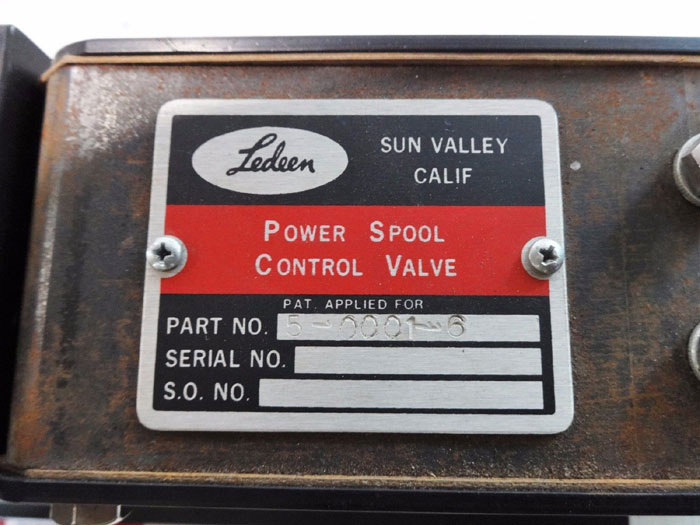 Ledeen
SUN VALLEY
CALIF
POWER SPOOL
CONTROL VALVE
PAT. APPLIED FOR
PART NO. 5-0001-6
SERIAL NO.
S.O. NO.